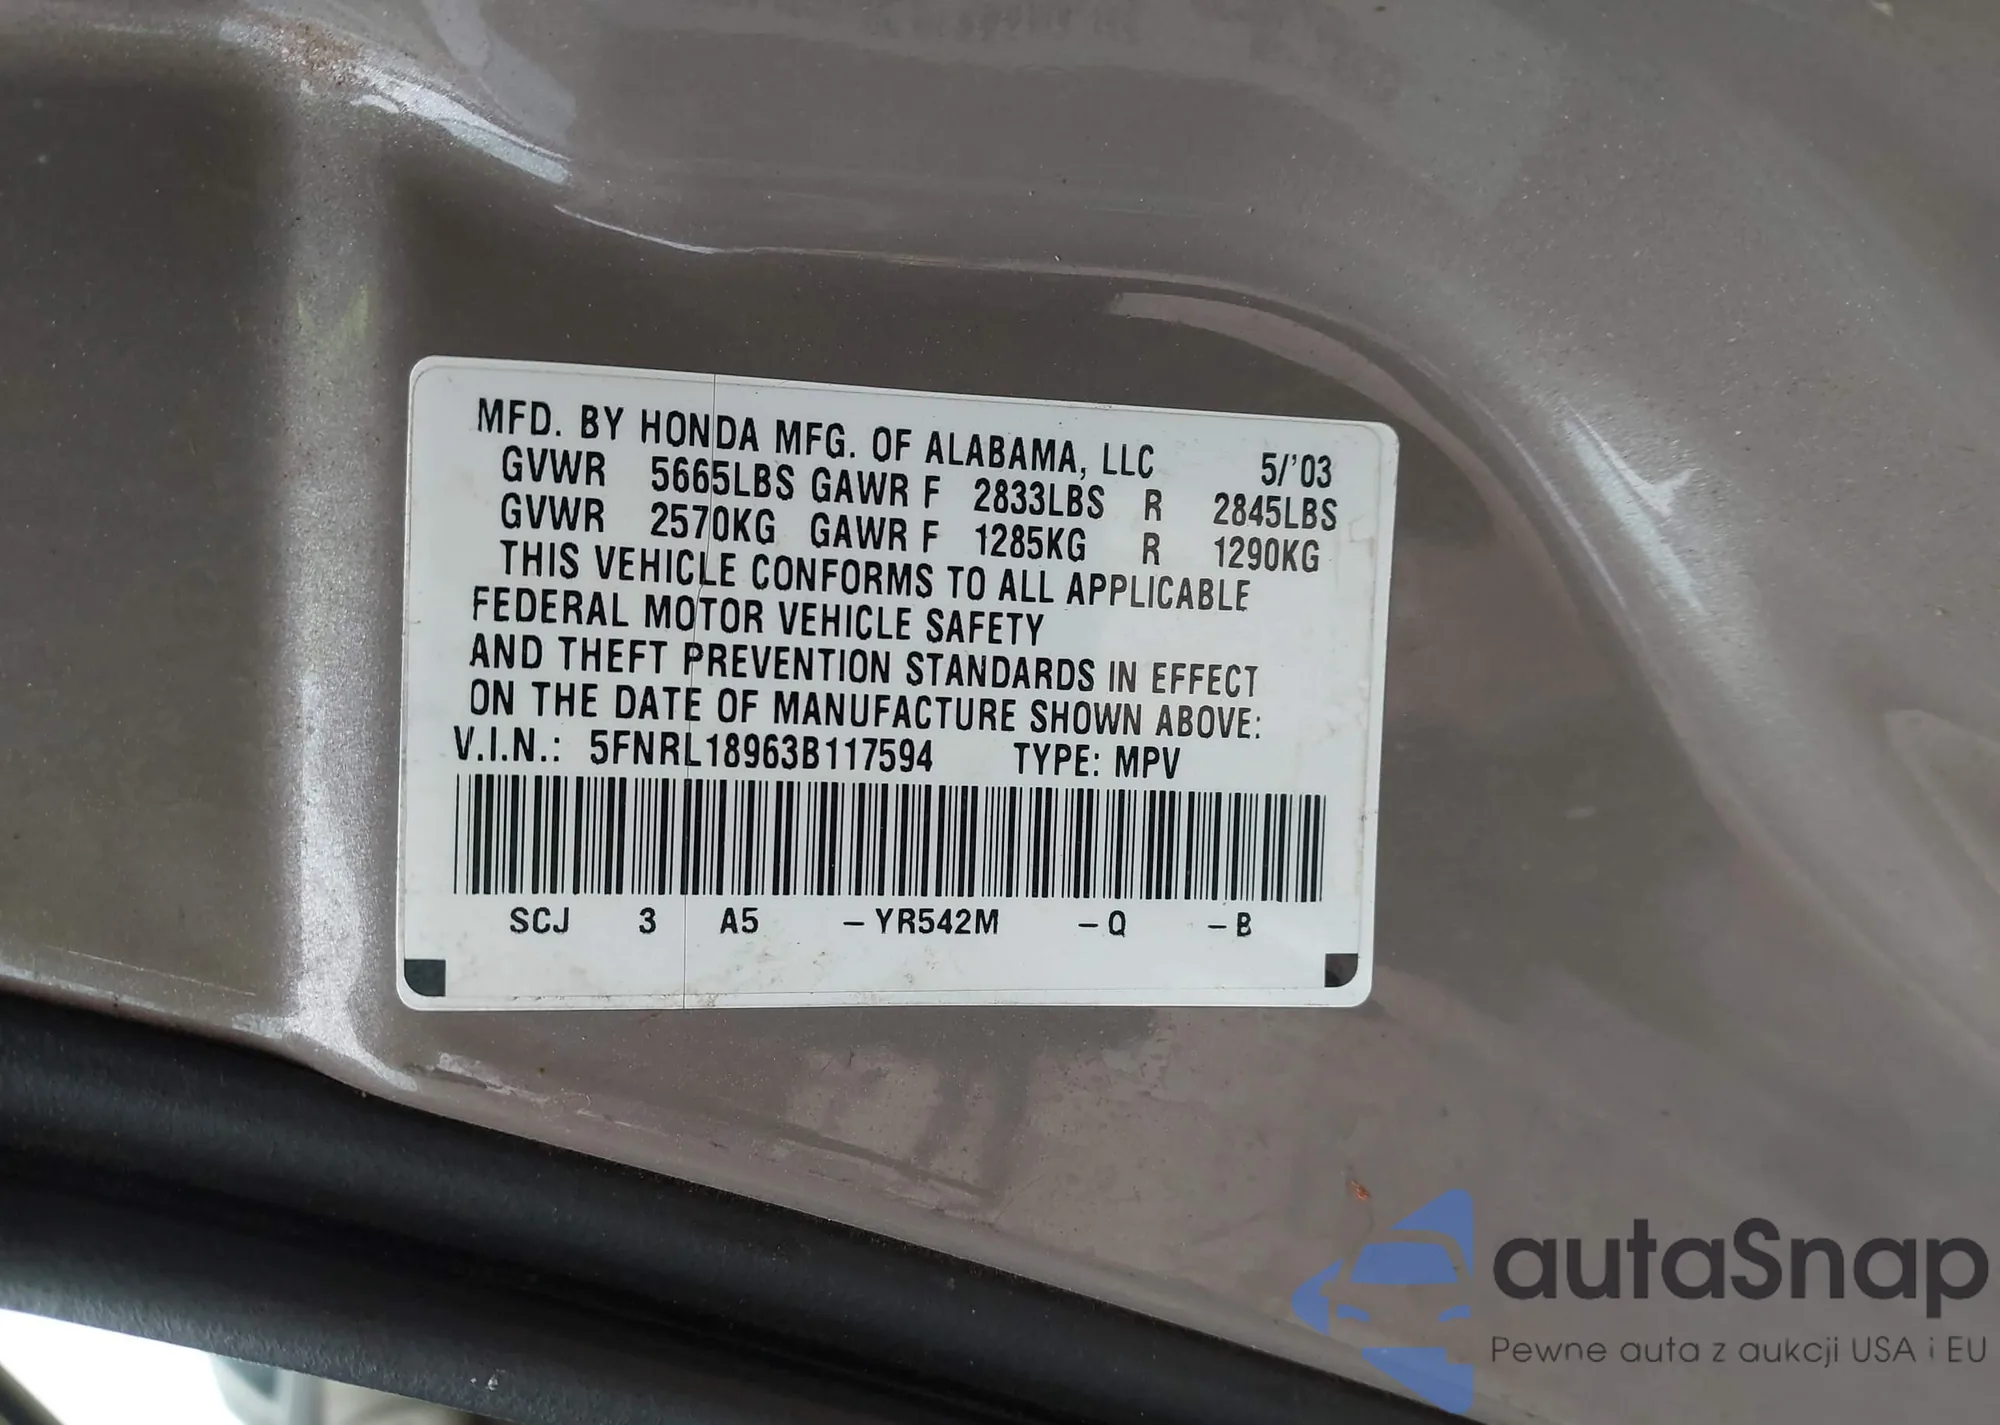 MFD. BY HONDA MFG. OF ALABAMA, LLC 5/'03
GVWR 5665LBS GAWR F 2833LBS R 2845LBS
GVWR 2570KG GAWR F 1285KG R 1290KG
THIS VEHICLE CONFORMS TO ALL APPLICABLE
FEDERAL MOTOR VEHICLE SAFETY
AND THEFT PREVENTION STANDARDS IN EFFECT
ON THE DATE OF MANUFACTURE SHOWN ABOVE:
V.I.N.: 5FNRL18963B117594 TYPE: MPV
SCJ 3 A5 -YR542M -Q -B
autaSnap
Pewne auta z aukcji USA i EU